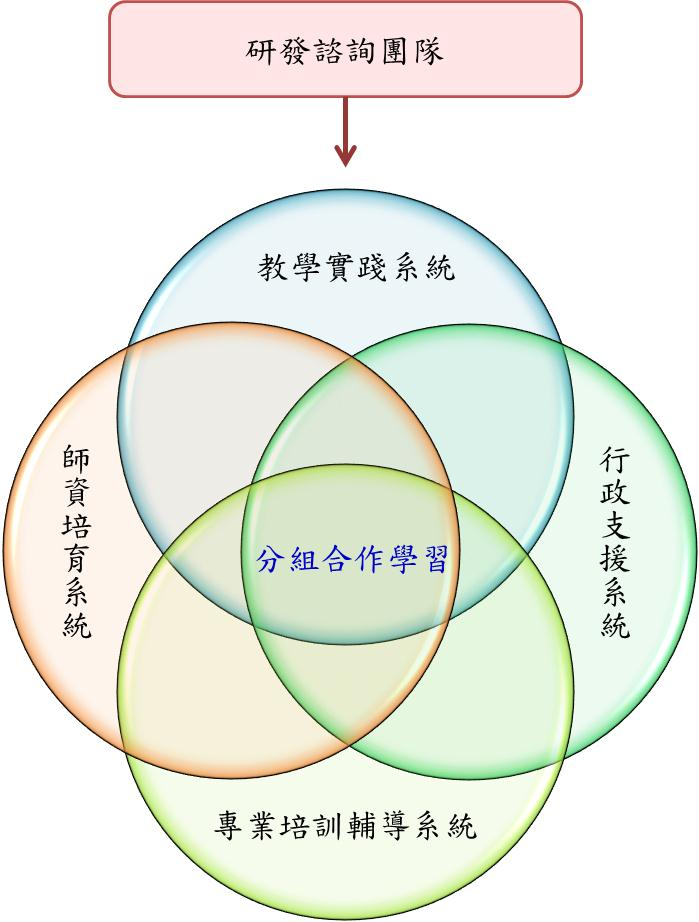 研發諮詢團隊
教學實踐系統
師資培育系統
行政支援系統
分組合作學習
專業培訓輔導系統